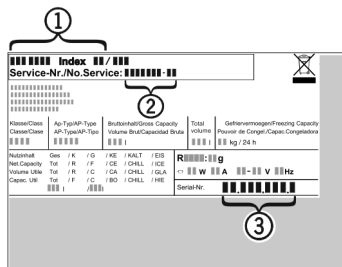 1
Index /
Service-Nr./No.Service: -
2
Klasse/Class Ap-Typ/AP-Type Bruttoinhalt/Gross Capacity Total Gefriervermoegen/Freezing Capacity
Classe/Clase AP-Typ/AP-Tipo Volume Brut/Capacidad Bruta volume Pouvoir de Congel./Capac.Congeladora
l l kg / 24 h
Nutzinhalt Ges / K / G / KE / KALT / EIS
Net.Capacity Tot / R / F / CE / CHILL / ICE
Volume Utile Tot / R / C / CA / CHILL / GLA
Capac. Util Tot / F / C / BO / CHILL / HIE
l / l
R : g
W A - V Hz
Serial-Nr. . . .
3